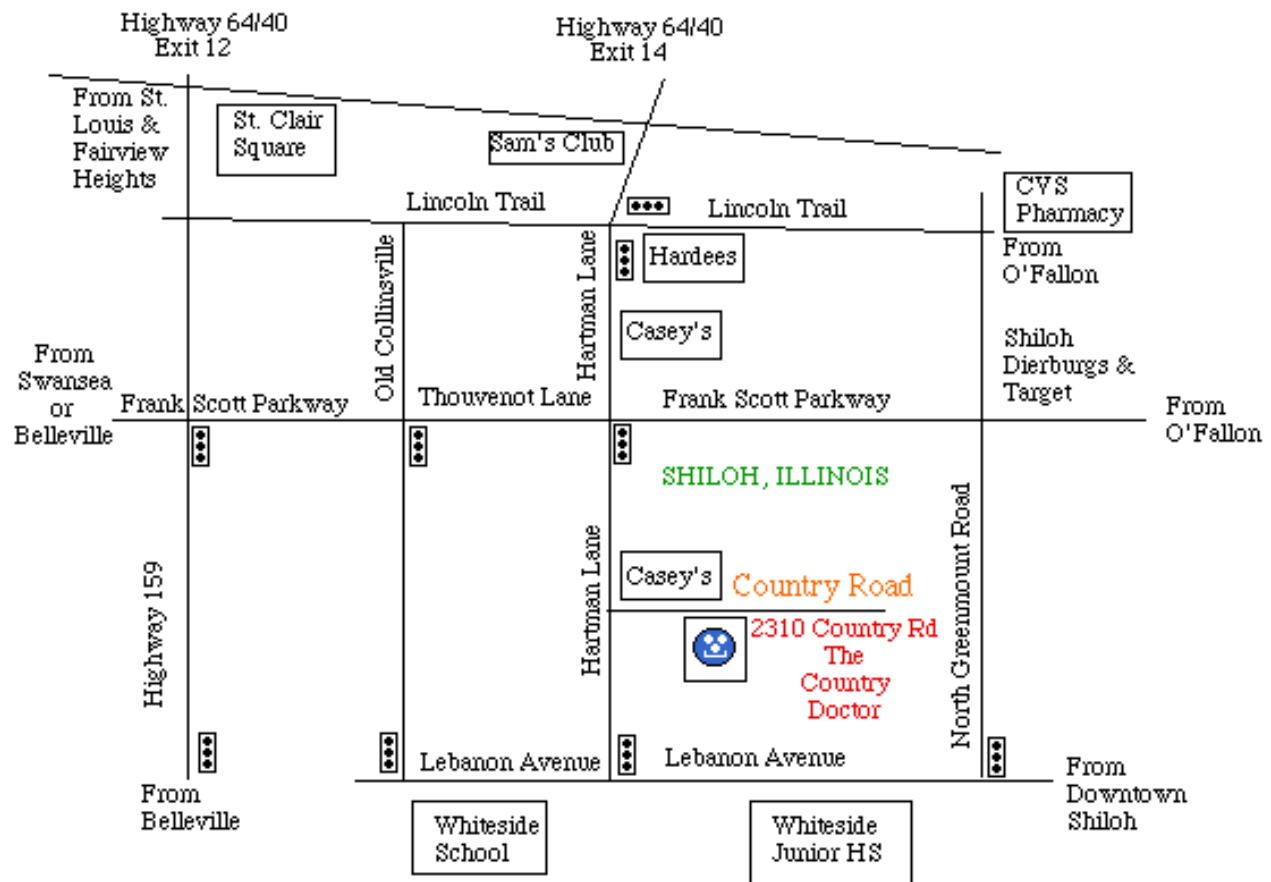 Highway 64/40
Exit 12
Highway 64/40
Exit 14
From St.
Louis &
Fairview
Heights
St. Clair
Square
Sam's Club
CVS
Pharmacy
Lincoln Trail
Lincoln Trail
Old Collinsville
Hartman Lane
Hardees
From
O'Fallon
Casey's
Shiloh
Dierburgs &
Target
From
Swansea
or
Belleville
Frank Scott Parkway
Thouvenot Lane
Frank Scott Parkway
From
O'Fallon
SHILOH, ILLINOIS
Highway 159
Hartman Lane
Casey's
Country Road
2310 Country Rd
The
Country
Doctor
North Greenmount Road
Lebanon Avenue
Lebanon Avenue
From
Belleville
From
Downtown
Shiloh
Whiteside
School
Whiteside
Junior HS